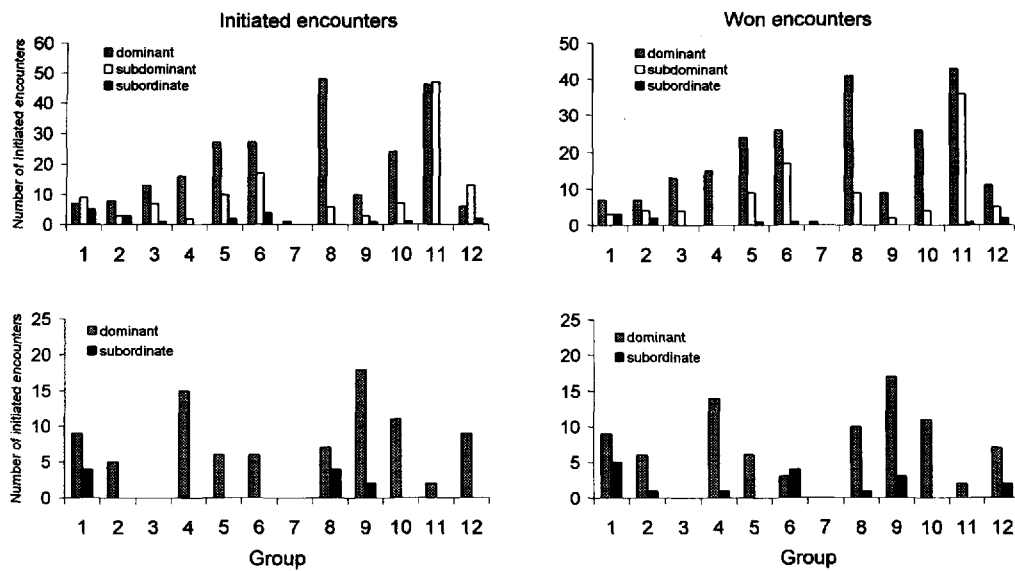 Initiated encounters
Number of initiated encounters
60
50
40
30
20
10
0
dominant
subdominant
subordinate
1 2 3 4 5 6 7 8 9 10 11 12
Won encounters
50
40
30
20
10
0
dominant
subdominant
subordinate
1 2 3 4 5 6 7 8 9 10 11 12
Number of initiated encounters
25
20
15
10
5
0
dominant
subordinate
1 2 3 4 5 6 7 8 9 10 11 12
Group
25
20
15
10
5
0
dominant
subordinate
1 2 3 4 5 6 7 8 9 10 11 12
Group